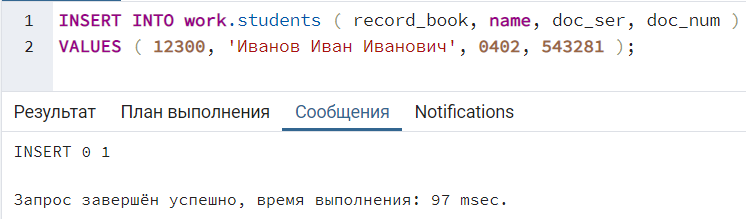 1 INSERT INTO work.students ( record_book, name, doc_ser, doc_num )
2 VALUES ( 12300, 'Иванов Иван Иванович', 0402, 543281 );
Результат План выполнения Сообщения Notifications
INSERT 0 1
Запрос завершён успешно, время выполнения: 97 msec.